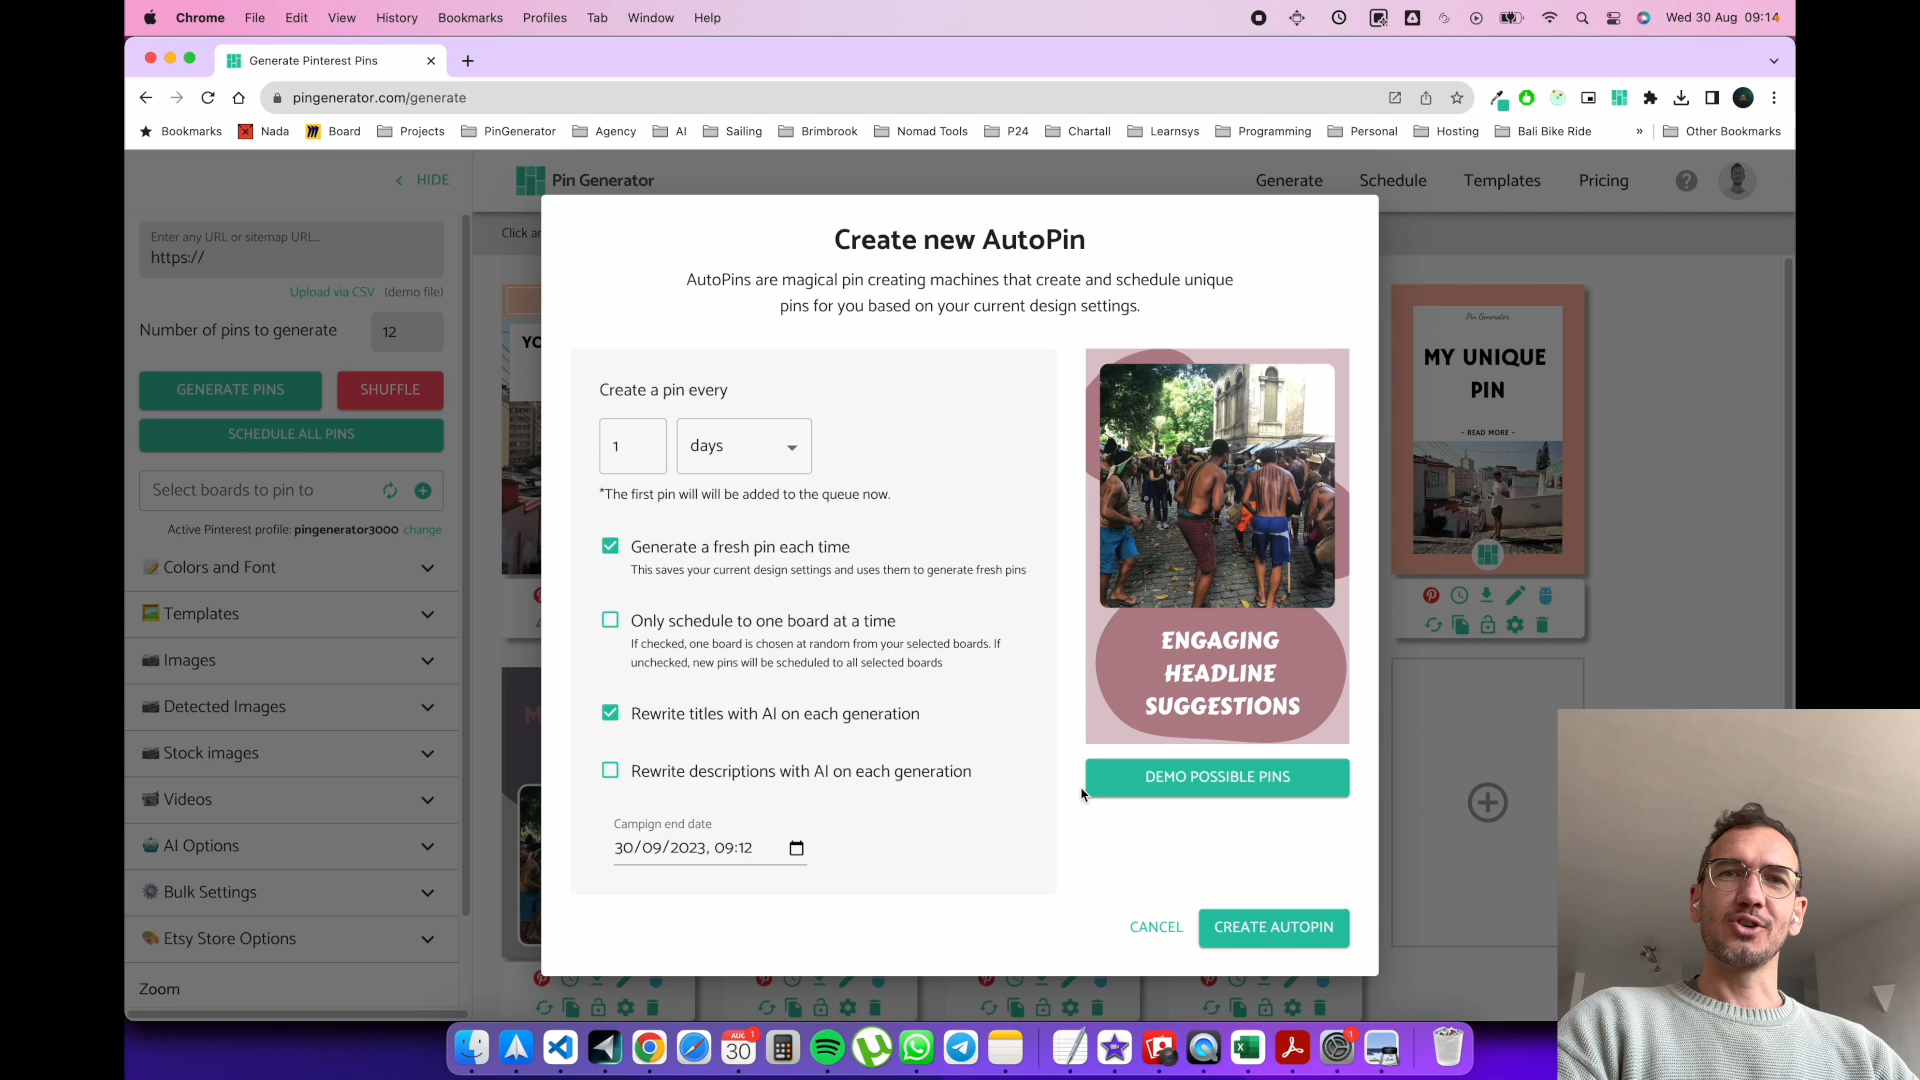 Chrome File Edit View History Bookmarks Profiles Tab Window Help
Wed 30 Aug 09:14
Generate Pinterest Pins
pingenerator.com/generate
Bookmarks Nada Board Projects PinGenerator Agency AI Sailing Brimbrook Nomad Tools P24 Chartall Learnsys Programming Personal Hosting Bali Bike Ride » Other Bookmarks
HIDE
Pin Generator
Generate Schedule Templates Pricing
Enter any URL or sitemap URL...
https://
Upload via CSV (demo file)
Number of pins to generate 12
GENERATE PINS SHUFFLE
SCHEDULE ALL PINS
Select boards to pin to
Active Pinterest profile: pingenerator3000 change
Colors and Font
Templates
Images
Detected Images
Stock images
Videos
AI Options
Bulk Settings
Etsy Store Options
Zoom
Create new AutoPin
AutoPins are magical pin creating machines that create and schedule unique
pins for you based on your current design settings.
Create a pin every
1 days
*The first pin will will be added to the queue now.
Generate a fresh pin each time
This saves your current design settings and uses them to generate fresh pins
Only schedule to one board at a time
If checked, one board is chosen at random from your selected boards. If
unchecked, new pins will be scheduled to all selected boards
Rewrite titles with AI on each generation
Rewrite descriptions with AI on each generation
Campign end date
30/09/2023, 09:12
ENGAGING
HEADLINE
SUGGESTIONS
DEMO POSSIBLE PINS
CANCEL CREATE AUTOPIN
Pin Generator
MY UNIQUE
PIN
- READ MORE -
AUG
30
1
1